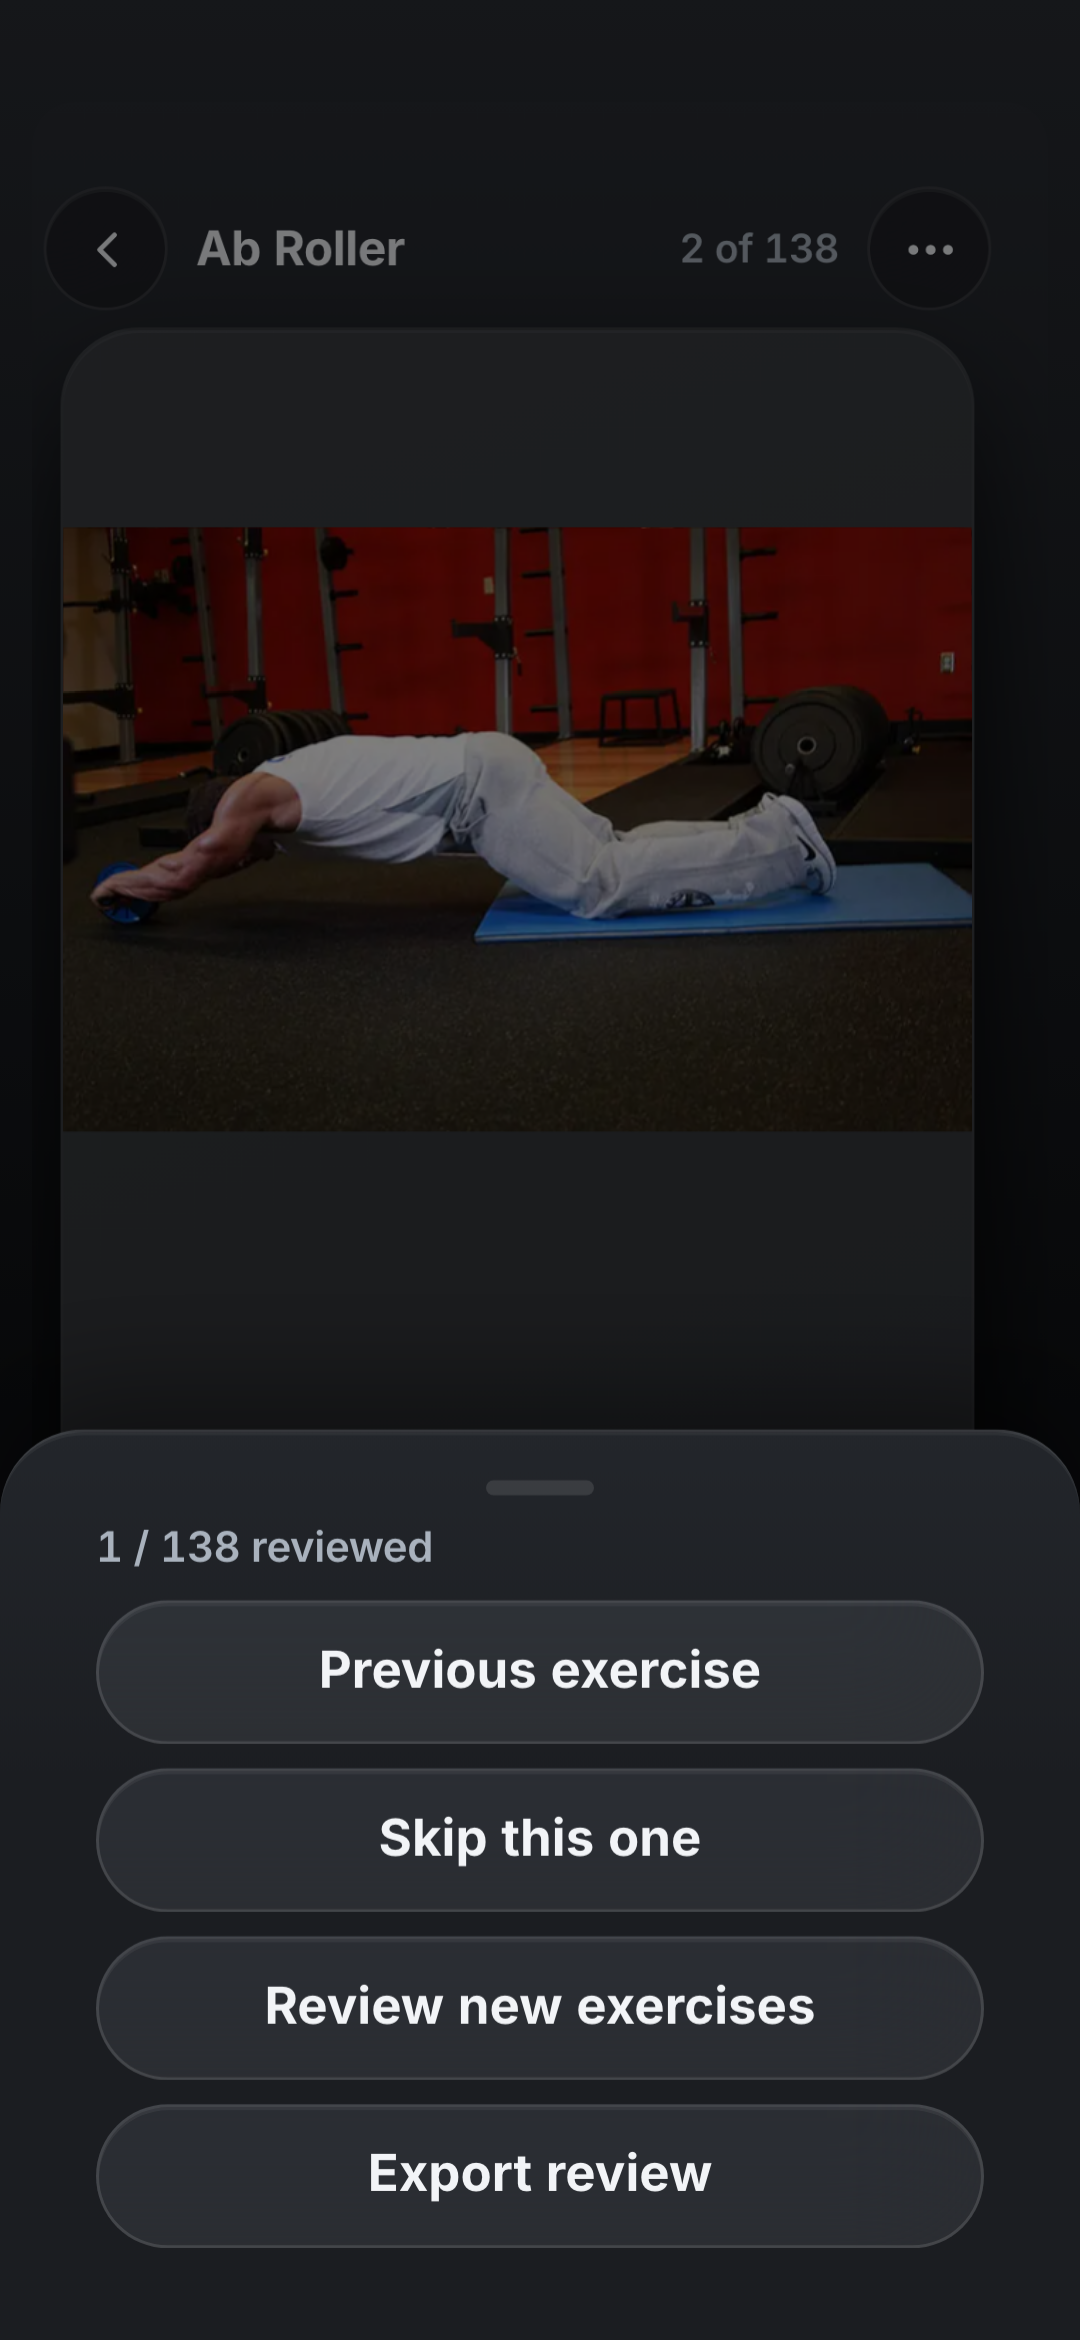 Ab Roller
2 of 138
1 / 138 reviewed
Previous exercise
Skip this one
Review new exercises
Export review